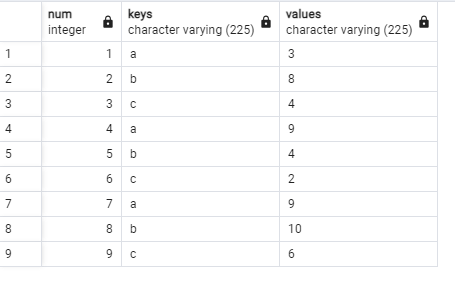 num keys values
integer character varying (225) character varying (225)
1 1 a 3
2 2 b 8
3 3 c 4
4 4 a 9
5 5 b 4
6 6 c 2
7 7 a 9
8 8 b 10
9 9 c 6